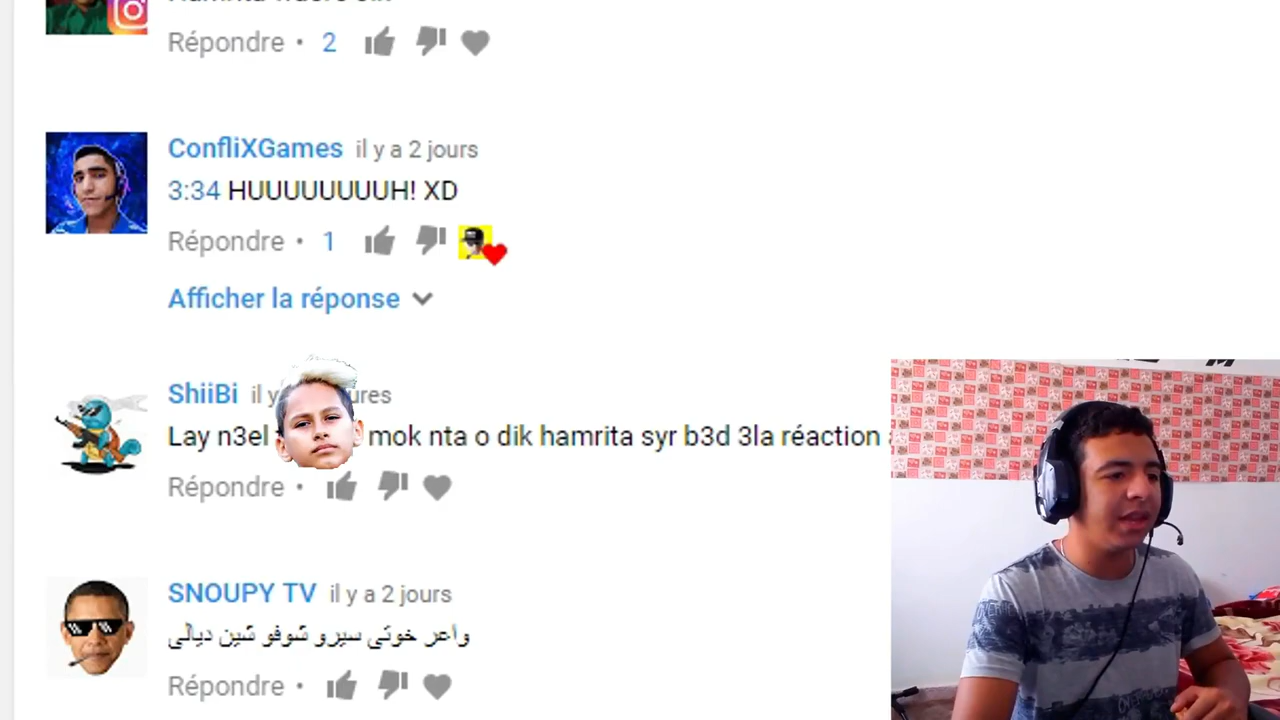 Répondre • 2
ConfliXGames il y a 2 jours
3:34 HUUUUUUUUH! XD
Répondre • 1
Afficher la réponse
ShiiBi il y ures
Lay n3el mok nta o dik hamrita syr b3d 3la réaction
Répondre •
SNOUPY TV il y a 2 jours
واعر خوتي سيرو شوفو شين ديالي
Répondre •